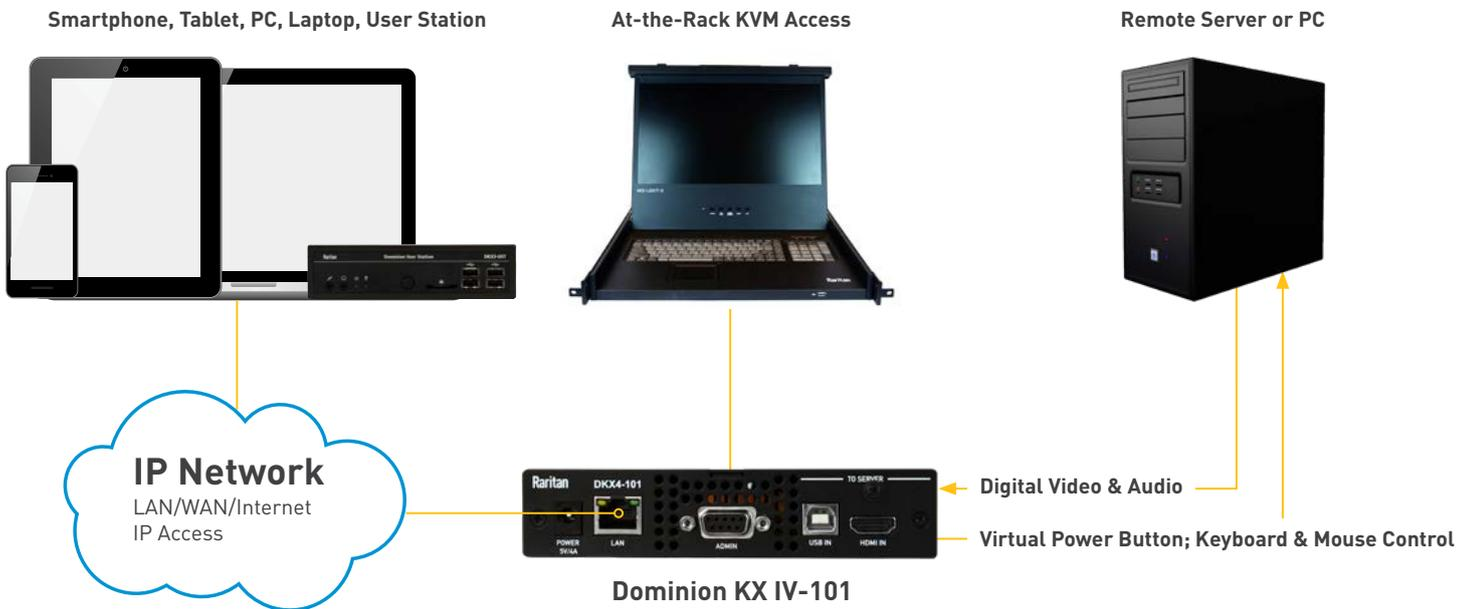 Smartphone, Tablet, PC, Laptop, User Station
At-the-Rack KVM Access
Remote Server or PC
Raritan
Dominion User Station
Raritan
IP Network
LAN/WAN/Internet
IP Access
Raritan
DKX4-101
TO SERVER
POWER
5V/4A
LAN
ADMIN
USB IN
HDMI IN
Digital Video & Audio
Virtual Power Button; Keyboard & Mouse Control
Dominion KX IV-101